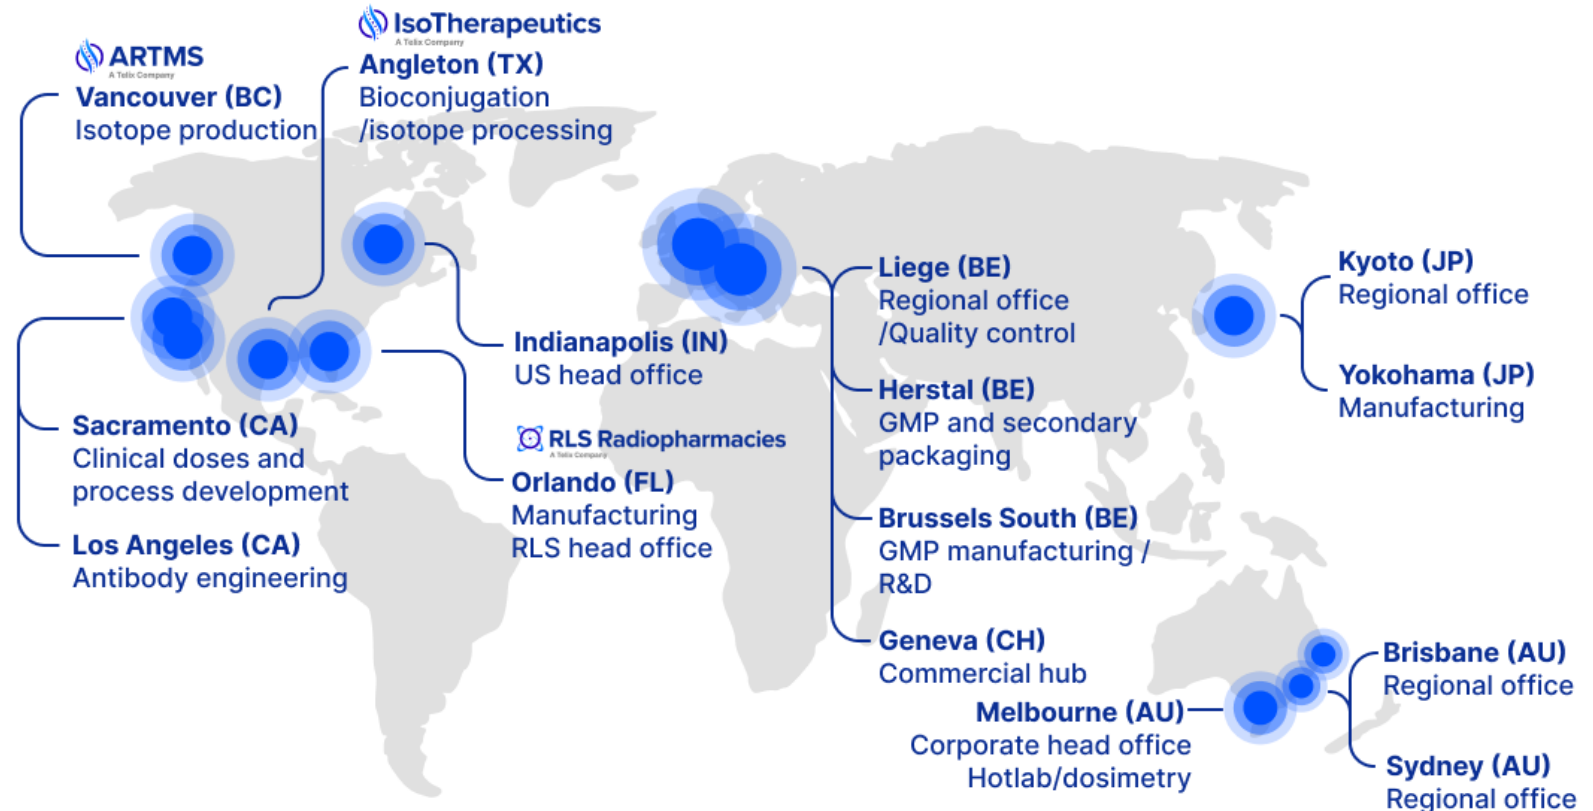 IsoTherapeutics
A Telix Company
Angleton (TX)
Bioconjugation
/isotope processing
ARTMS
A Telix Company
Vancouver (BC)
Isotope production
Sacramento (CA)
Clinical doses and
process development
Los Angeles (CA)
Antibody engineering
Indianapolis (IN)
US head office
RLS Radiopharmacies
A Telix Company
Orlando (FL)
Manufacturing
RLS head office
Liege (BE)
Regional office
/Quality control
Herstal (BE)
GMP and secondary
packaging
Brussels South (BE)
GMP manufacturing /
R&D
Geneva (CH)
Commercial hub
Kyoto (JP)
Regional office
Yokohama (JP)
Manufacturing
Melbourne (AU)
Corporate head office
Hotlab/dosimetry
Brisbane (AU)
Regional office
Sydney (AU)
Regional office